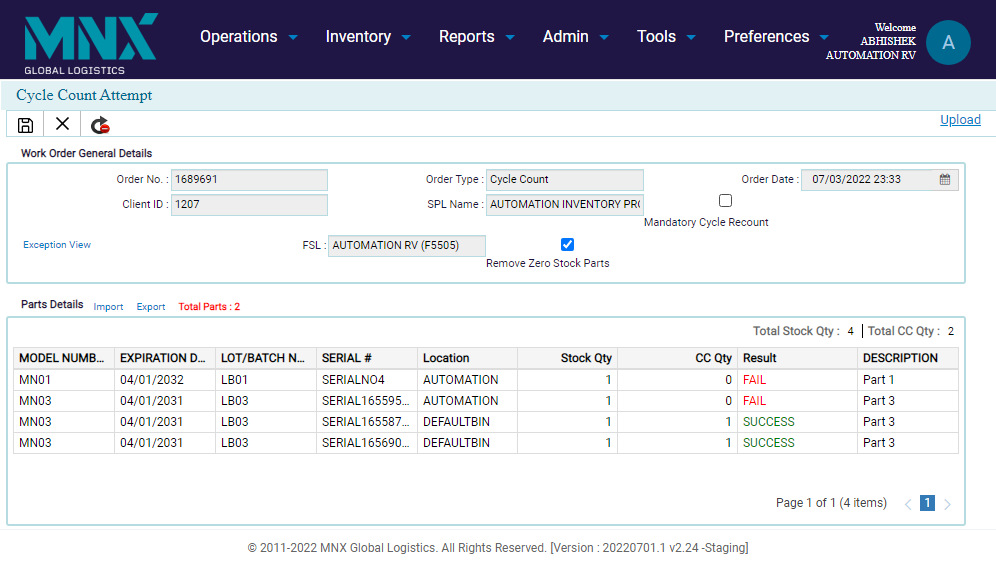 MNX
GLOBAL LOGISTICS
Operations Inventory Reports Admin Tools Preferences
Welcome
ABHISHEK
AUTOMATION RV
A
Cycle Count Attempt
Upload
Work Order General Details
Order No. : 1689691 Order Type : Cycle Count Order Date : 07/03/2022 23:33
Client ID : 1207 SPL Name : AUTOMATION INVENTORY PRO
Mandatory Cycle Recount
Exception View FSL : AUTOMATION RV (F5505)
Remove Zero Stock Parts
Parts Details Import Export Total Parts : 2
Total Stock Qty : 4 Total CC Qty : 2
MODEL NUMB... EXPIRATION D... LOT/BATCH N... SERIAL # Location Stock Qty CC Qty Result DESCRIPTION
MN01 04/01/2032 LB01 SERIALNO4 AUTOMATION 1 0 FAIL Part 1
MN03 04/01/2031 LB03 SERIAL165595... AUTOMATION 1 0 FAIL Part 3
MN03 04/01/2031 LB03 SERIAL165587... DEFAULTBIN 1 1 SUCCESS Part 3
MN03 04/01/2031 LB03 SERIAL165690... DEFAULTBIN 1 1 SUCCESS Part 3
Page 1 of 1 (4 items) 1
© 2011-2022 MNX Global Logistics. All Rights Reserved. [Version : 20220701.1 v2.24 -Staging]